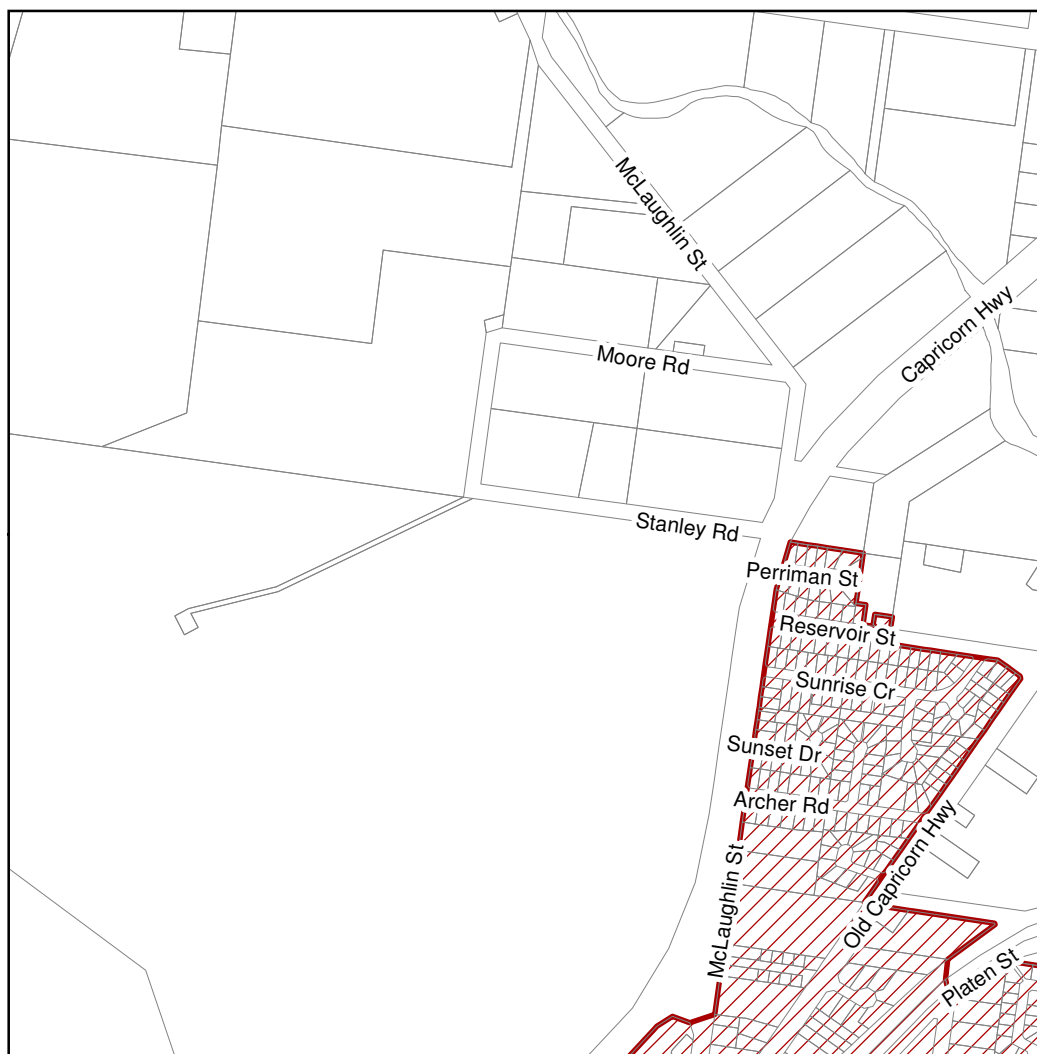 McLaughlin St
Capricorn Hwy
Moore Rd
Stanley Rd
Perriman St
Reservoir St
Sunrise Cr
Sunset Dr
Archer Rd
McLaughlin St
Old Capricorn Hwy
Platen St